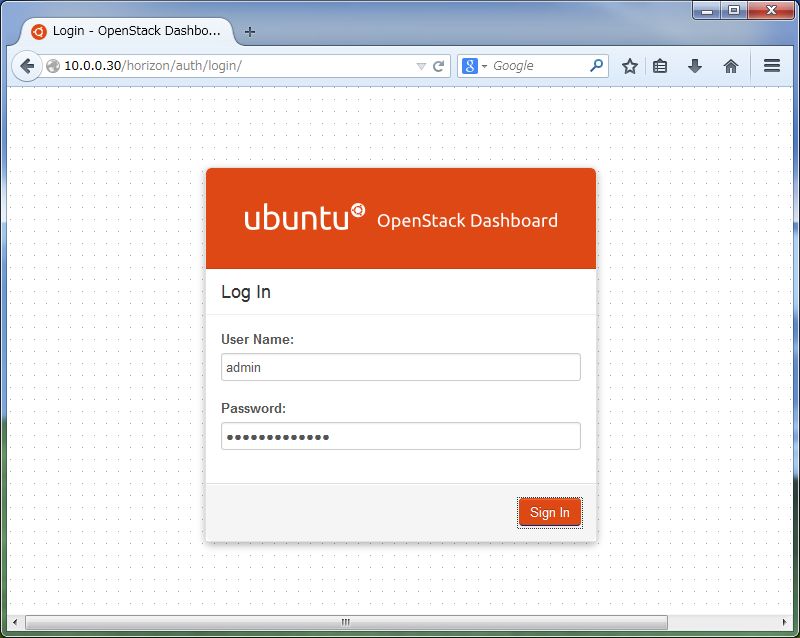 Login - OpenStack Dashbo...
10.0.0.30/horizon/auth/login/
Google
ubuntu OpenStack Dashboard
Log In
User Name:
admin
Password:
•••••••••••••
Sign In